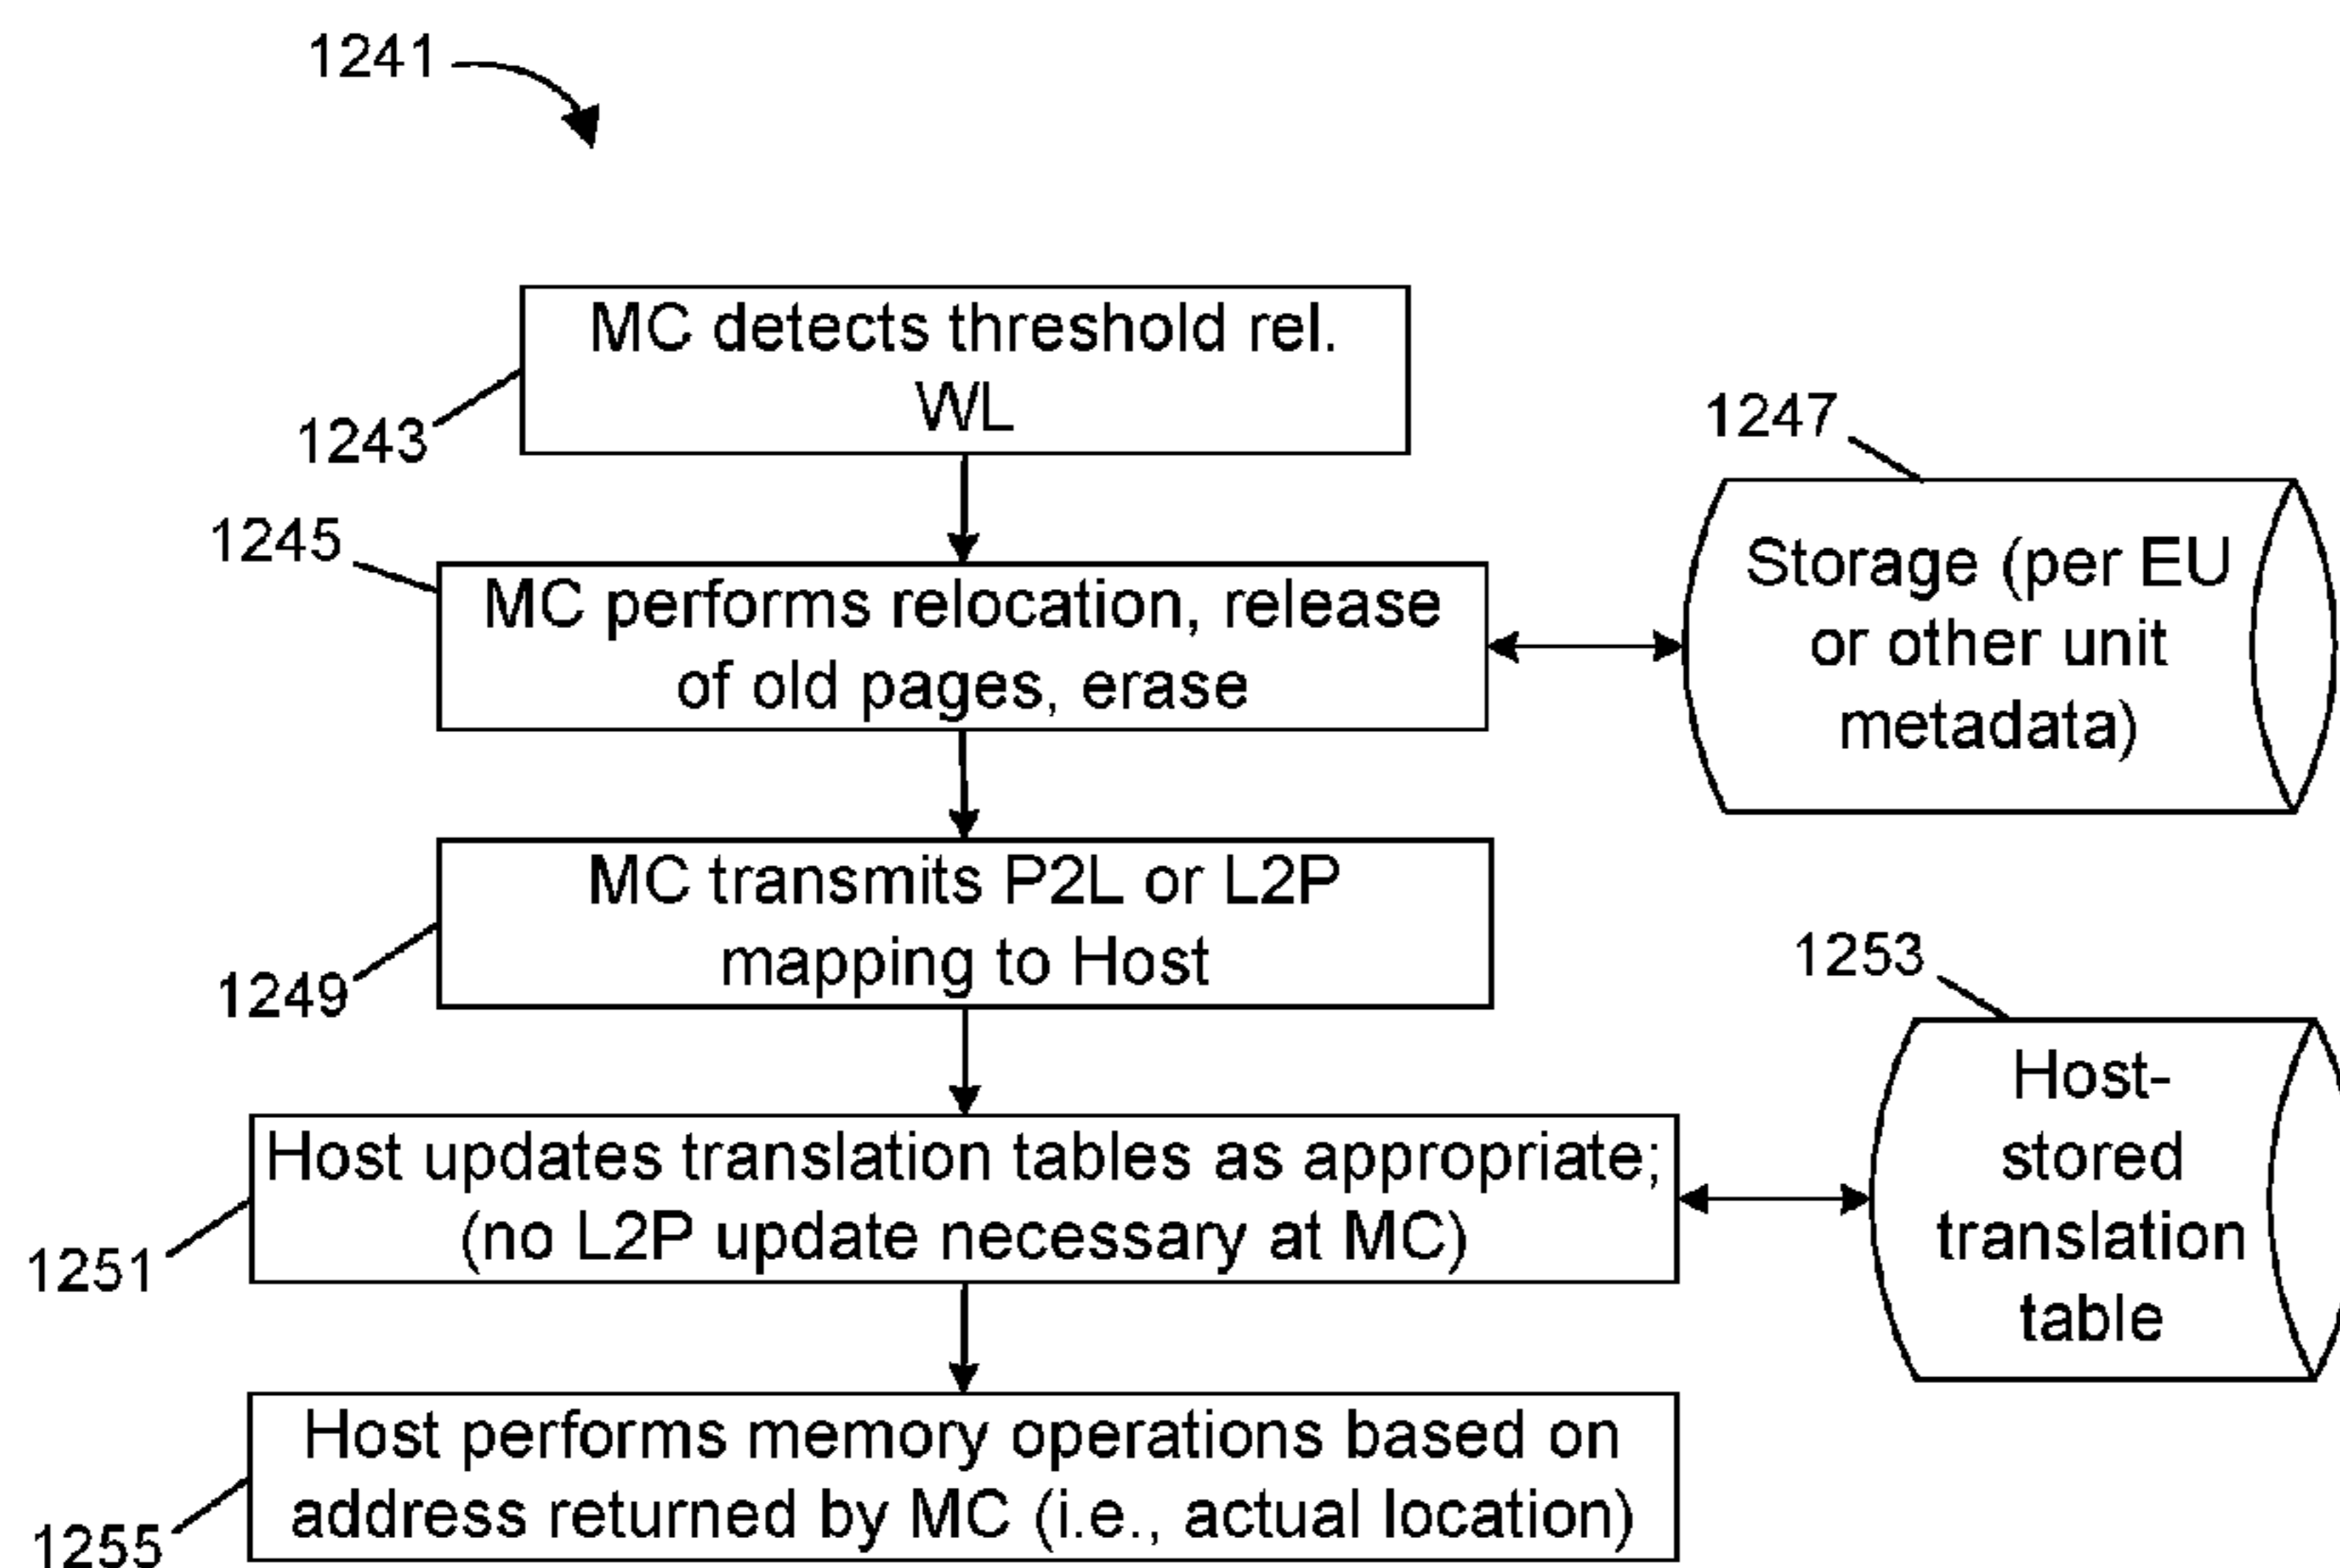 1241
MC detects threshold rel.
WL
1243
1247
1245
MC performs relocation, release
of old pages, erase
Storage (per EU
or other unit
metadata)
MC transmits P2L or L2P
mapping to Host
1249
1253
Host updates translation tables as appropriate;
(no L2P update necessary at MC)
1251
Host-
stored
translation
table
Host performs memory operations based on
address returned by MC (i.e., actual location)
1255